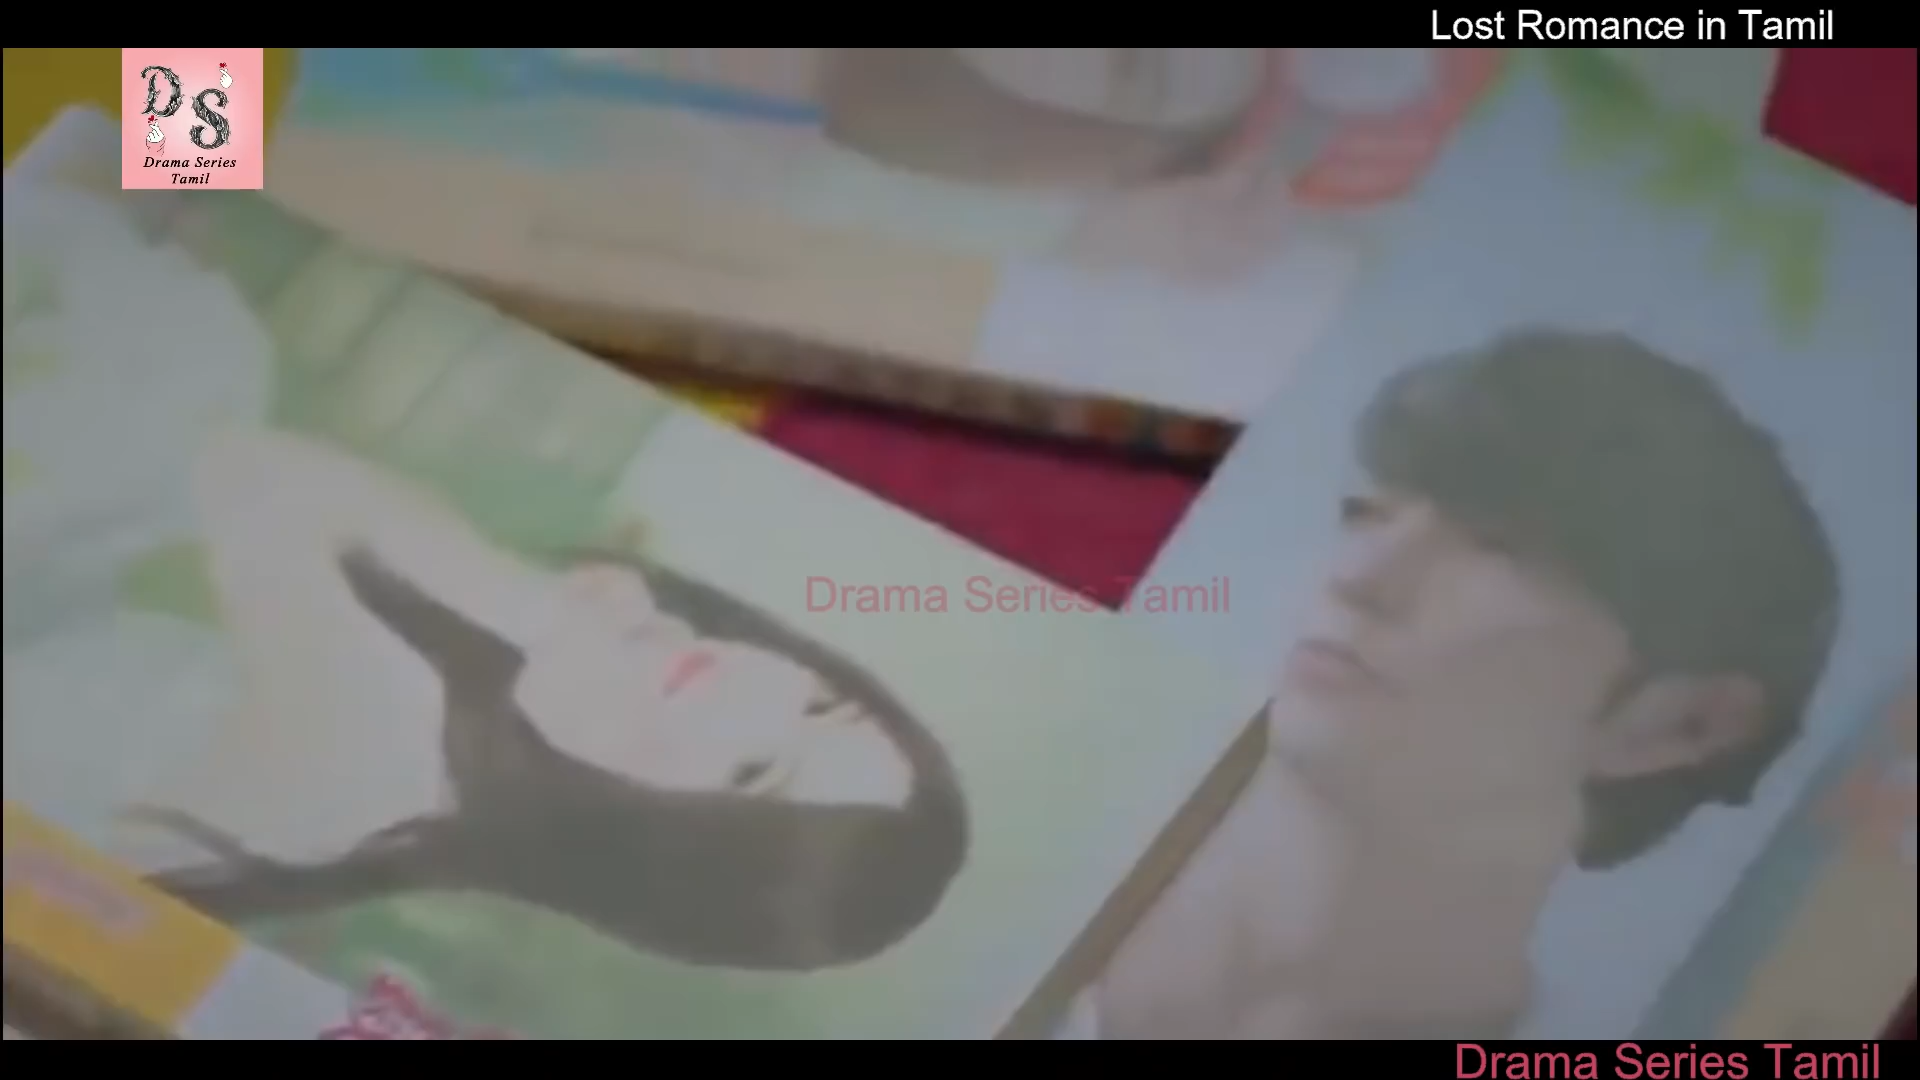 Lost Romance in Tamil
DS
Drama Series
Tamil
Drama Series Tamil
Drama Series Tamil